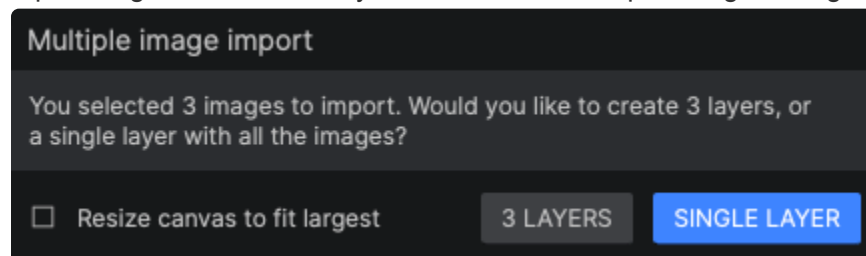 Multiple image import
You selected 3 images to import. Would you like to create 3 layers, or
a single layer with all the images?
Resize canvas to fit largest
3 LAYERS
SINGLE LAYER